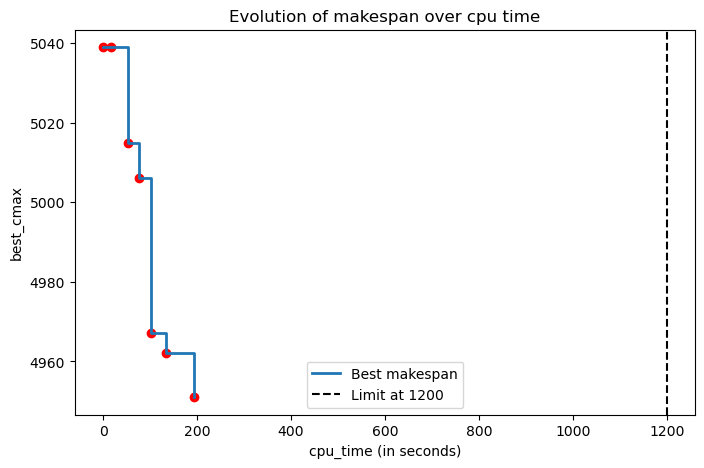 Evolution of makespan over cpu time
best_cmax
5040
5020
5000
4980
4960
Best makespan
Limit at 1200
0
200
400
600
800
1000
1200
cpu_time (in seconds)